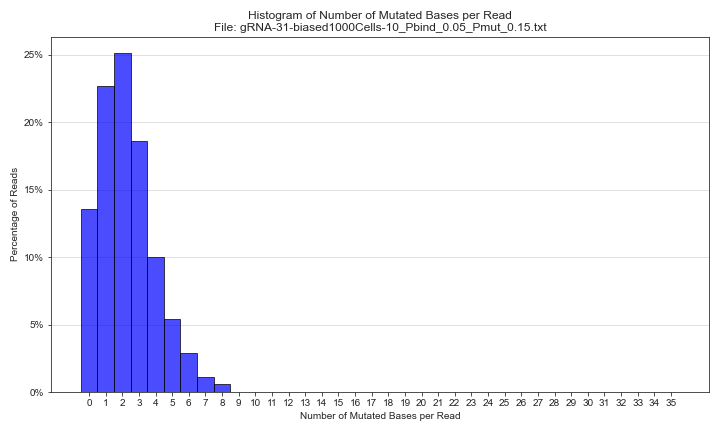 Histogram of Number of Mutated Bases per Read
File: gRNA-31-biased1000Cells-10_Pbind_0.05_Pmut_0.15.txt
25%
20%
15%
10%
5%
0%
Percentage of Reads
0 1 2 3 4 5 6 7 8 9 10 11 12 13 14 15 16 17 18 19 20 21 22 23 24 25 26 27 28 29 30 31 32 33 34 35
Number of Mutated Bases per Read